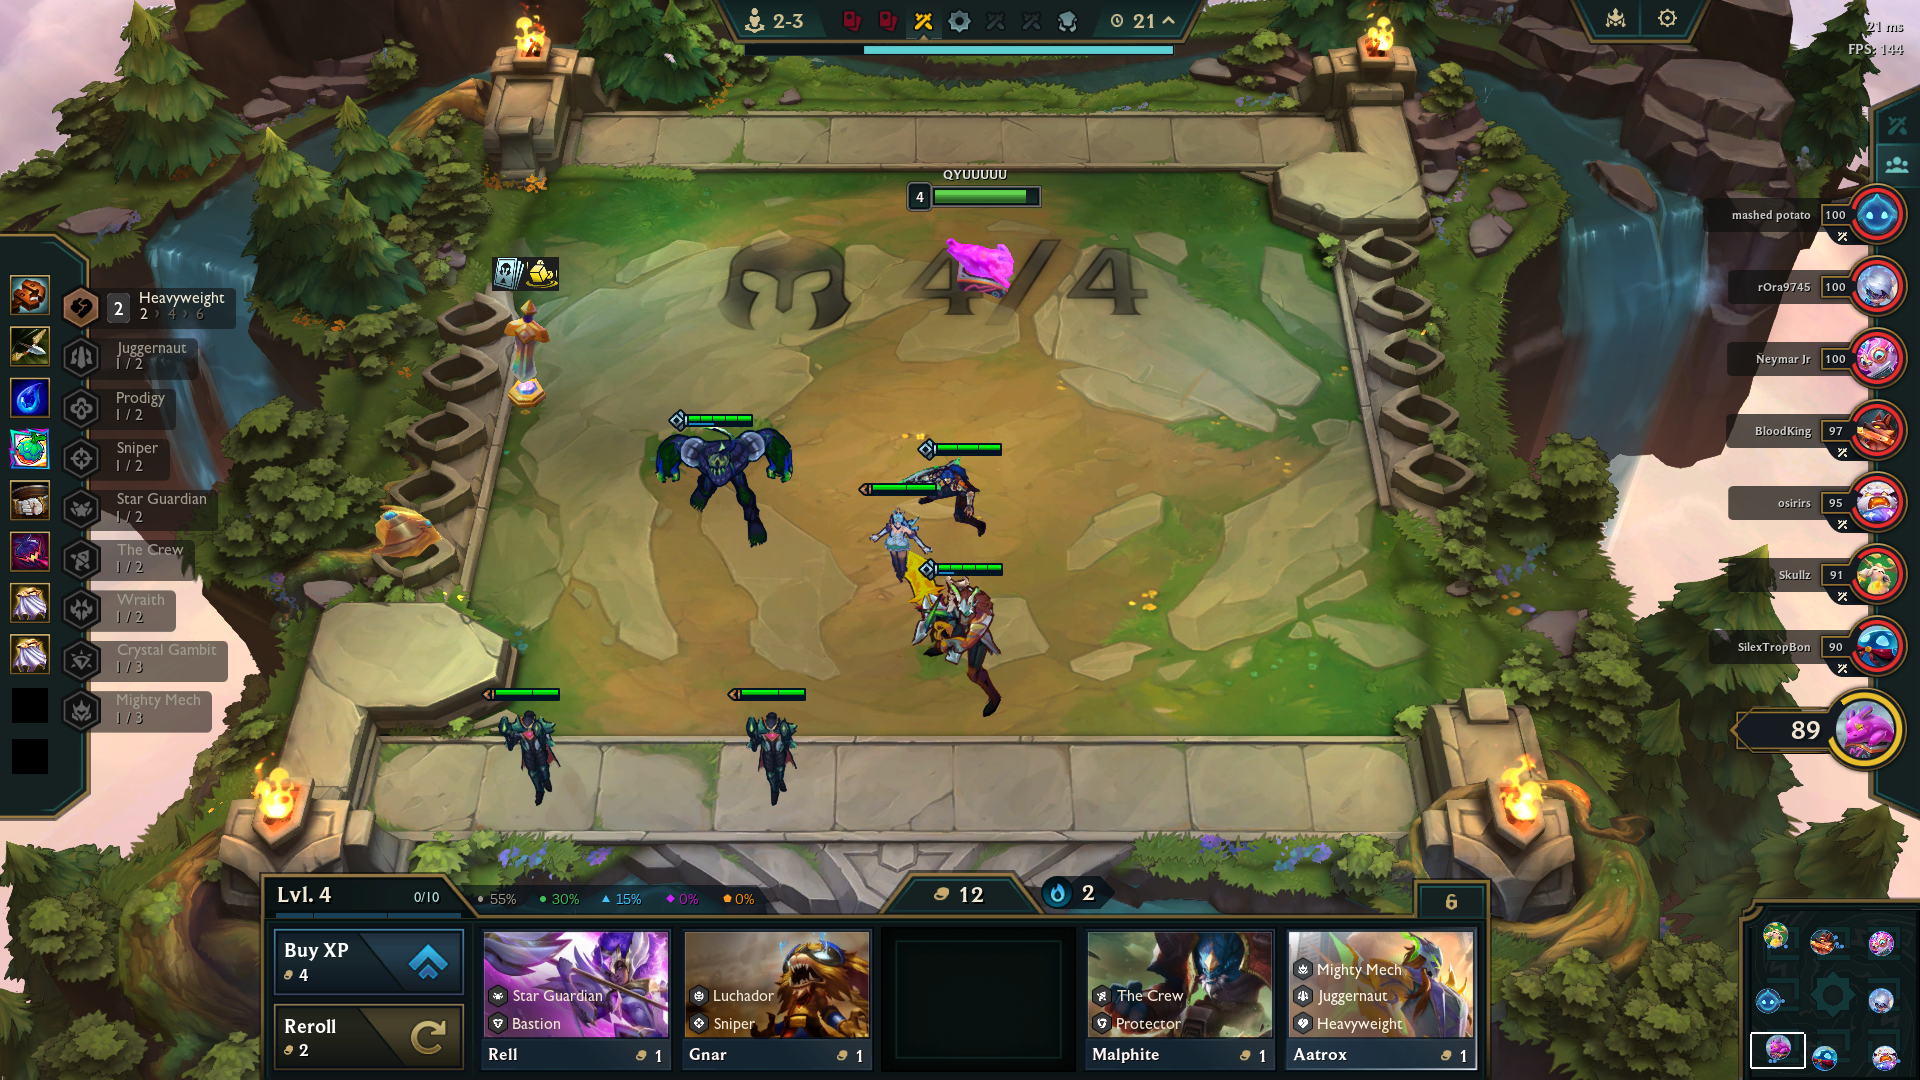 2-3
21
21 ms
FPS: 144
QYUUUUU
4
4/4
mashed potato 100
rOra9745 100
Neymar Jr 100
BloodKing 97
osirirs 95
Skullz 91
SilexTropBon 90
89
2 Heavyweight
2 › 4 › 6
Juggernaut
1 / 2
Prodigy
1 / 2
Sniper
1 / 2
Star Guardian
1 / 2
The Crew
1 / 2
Wraith
1 / 2
Crystal Gambit
1 / 3
Mighty Mech
1 / 3
Lvl. 4
0/10
55% 30% 15% 0% 0%
12
2
6
Buy XP
4
Reroll
2
Star Guardian
Bastion
Rell 1
Luchador
Sniper
Gnar 1
The Crew
Protector
Malphite 1
Mighty Mech
Juggernaut
Heavyweight
Aatrox 1